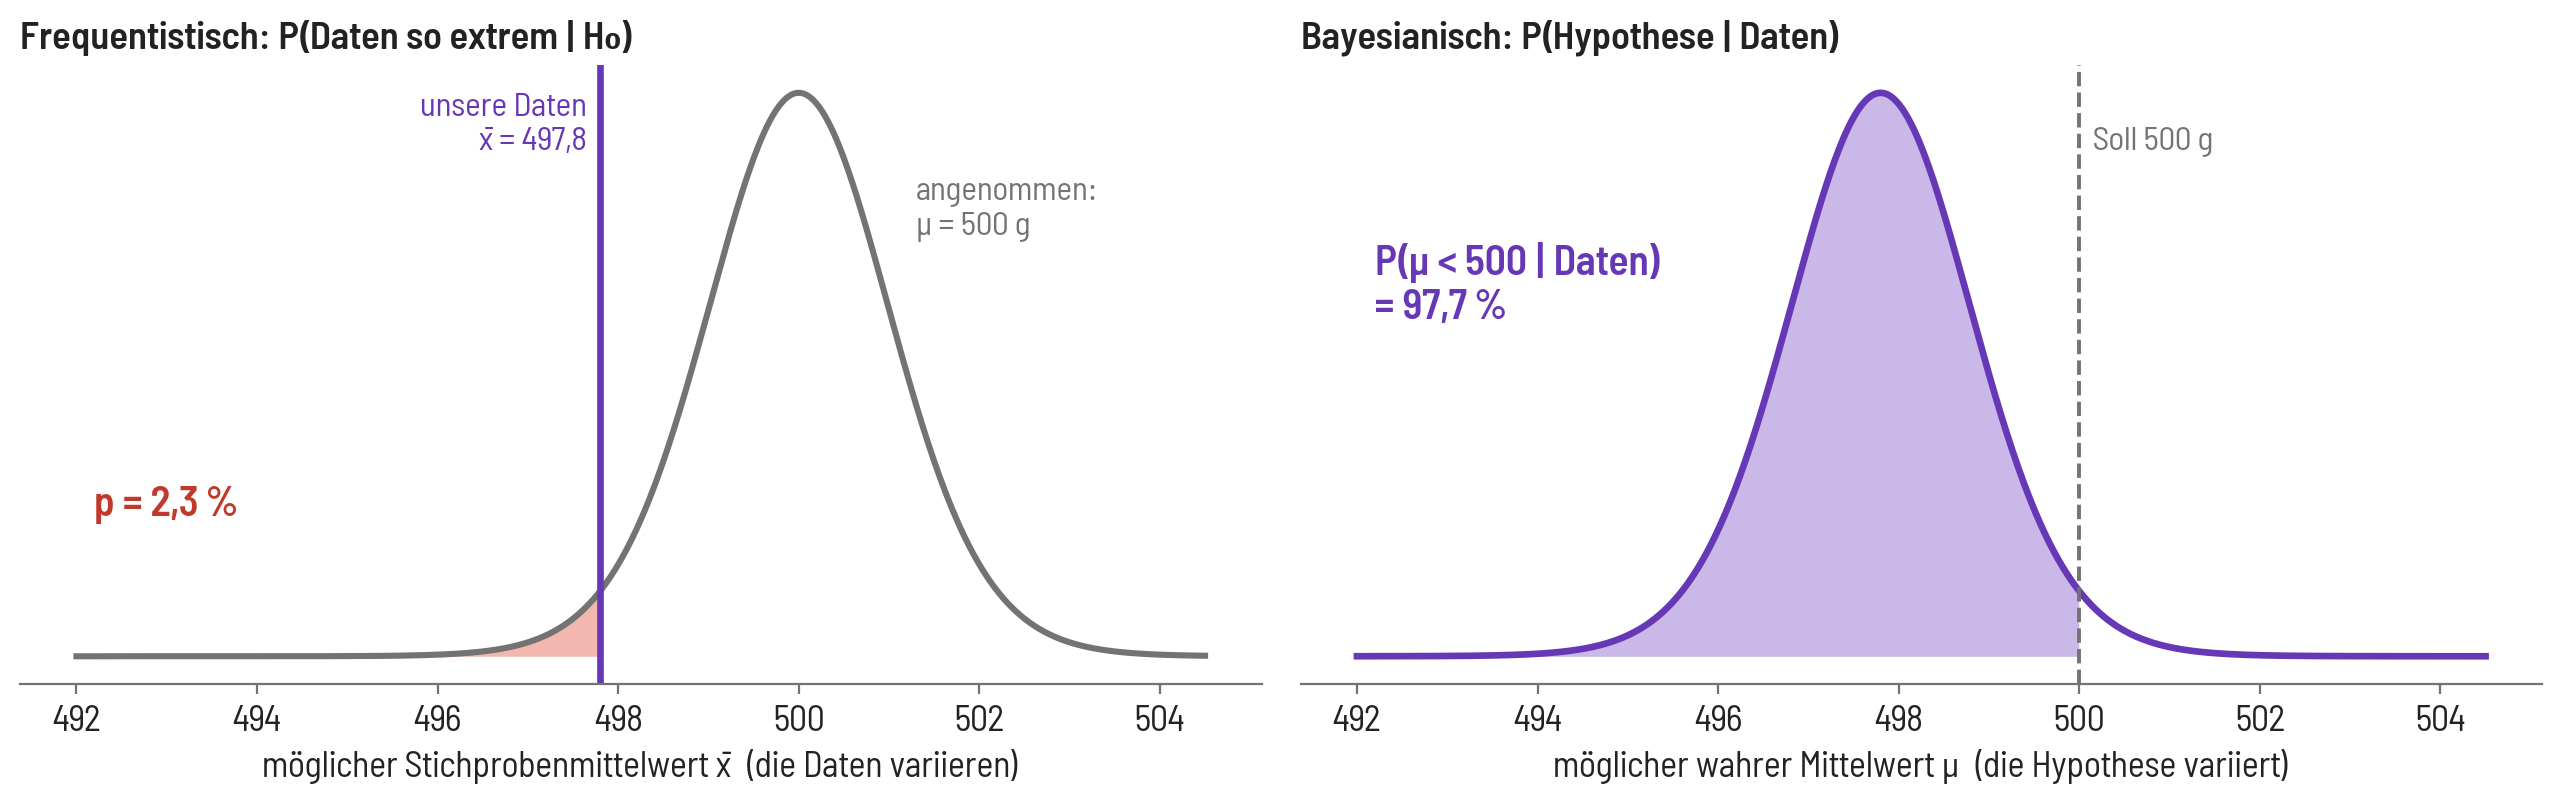 Frequentistisch: P(Daten so extrem | H₀)
unsere Daten
x̄ = 497,8
angenommen:
μ = 500 g
p = 2,3 %
492 494 496 498 500 502 504
möglicher Stichprobenmittelwert x̄ (die Daten variieren)
Bayesianisch: P(Hypothese | Daten)
Soll 500 g
P(μ < 500 | Daten)
= 97,7 %
492 494 496 498 500 502 504
möglicher wahrer Mittelwert μ (die Hypothese variiert)